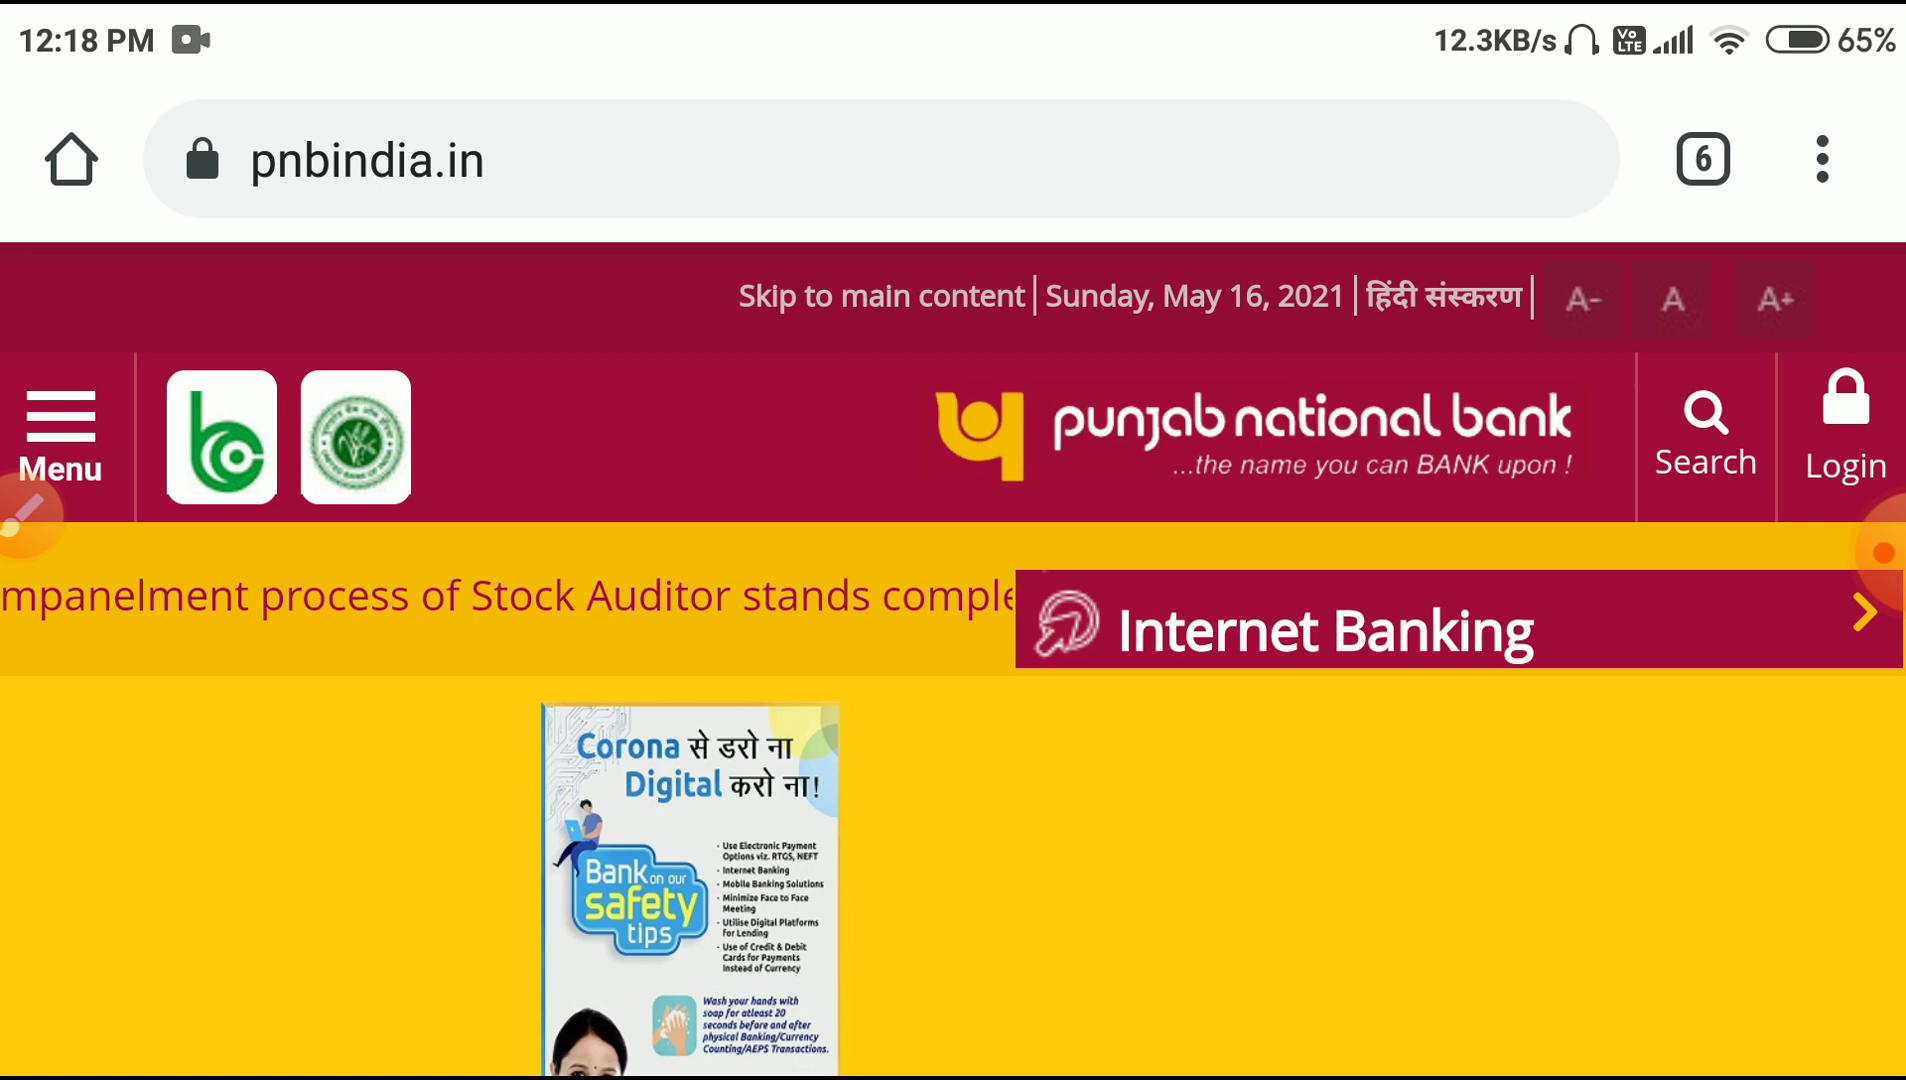 12:18 PM
12.3KB/s Vo LTE 65%
pnbindia.in
6
Skip to main content Sunday, May 16, 2021 हिंदी संस्करण A- A A+
Menu
punjab national bank
...the name you can BANK upon !
Search
Login
mpanelment process of Stock Auditor stands comple
Internet Banking
Corona से डरो ना
Digital करो ना!
Bank on our
safety
tips
- Use Electronic Payment
Options viz. RTGS, NEFT
- Internet Banking
- Mobile Banking Solutions
- Minimize Face to Face
Meeting
- Utilise Digital Platforms
for Lending
- Use of Credit & Debit
Cards for Payments
Instead of Currency
Wash your hands with
soap for atleast 20
seconds before and after
physical Banking/Currency
Counting/AEPS Transactions.